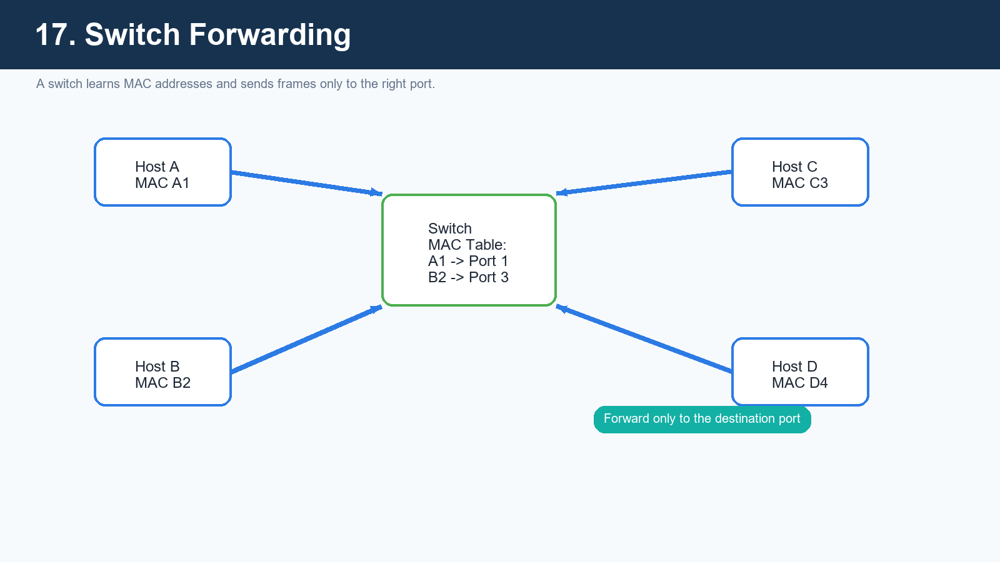 17. Switch Forwarding
A switch learns MAC addresses and sends frames only to the right port.
Host A
MAC A1
Host C
MAC C3
Switch
MAC Table:
A1 -> Port 1
B2 -> Port 3
Host B
MAC B2
Host D
MAC D4
Forward only to the destination port